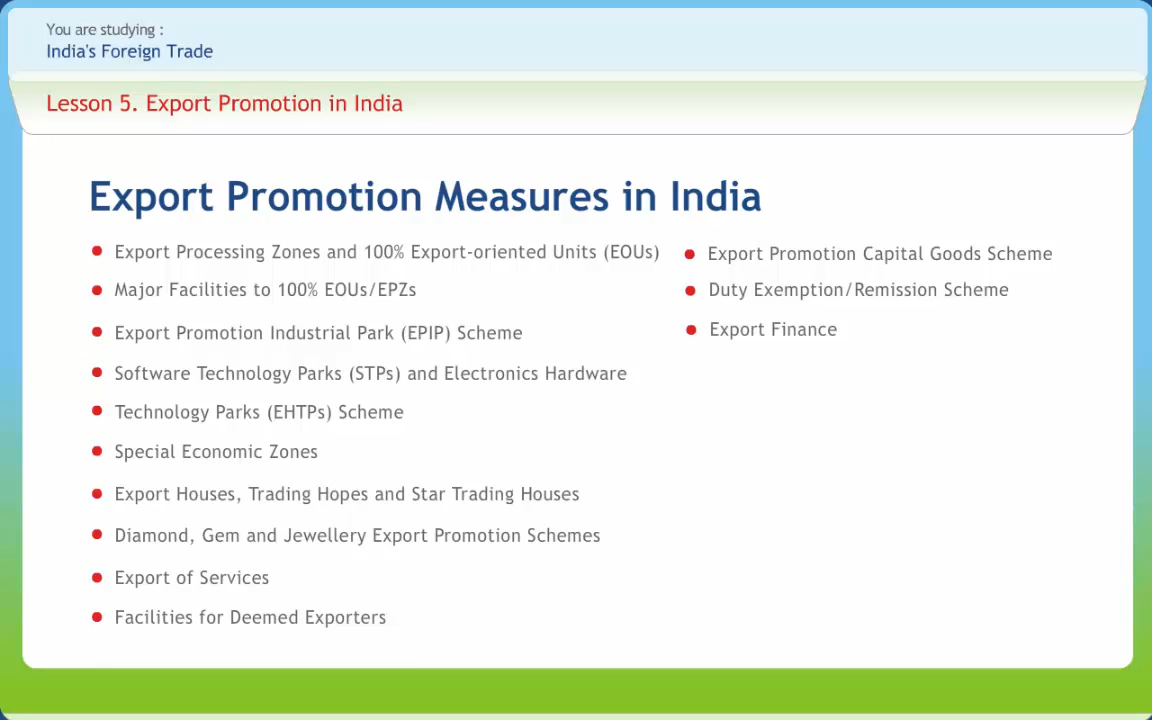 You are studying :
India's Foreign Trade
Lesson 5. Export Promotion in India
Export Promotion Measures in India
Export Processing Zones and 100% Export-oriented Units (EOUs)
Major Facilities to 100% EOUs/EPZs
Export Promotion Industrial Park (EPIP) Scheme
Software Technology Parks (STPs) and Electronics Hardware
Technology Parks (EHTPs) Scheme
Special Economic Zones
Export Houses, Trading Hopes and Star Trading Houses
Diamond, Gem and Jewellery Export Promotion Schemes
Export of Services
Facilities for Deemed Exporters
Export Promotion Capital Goods Scheme
Duty Exemption/Remission Scheme
Export Finance